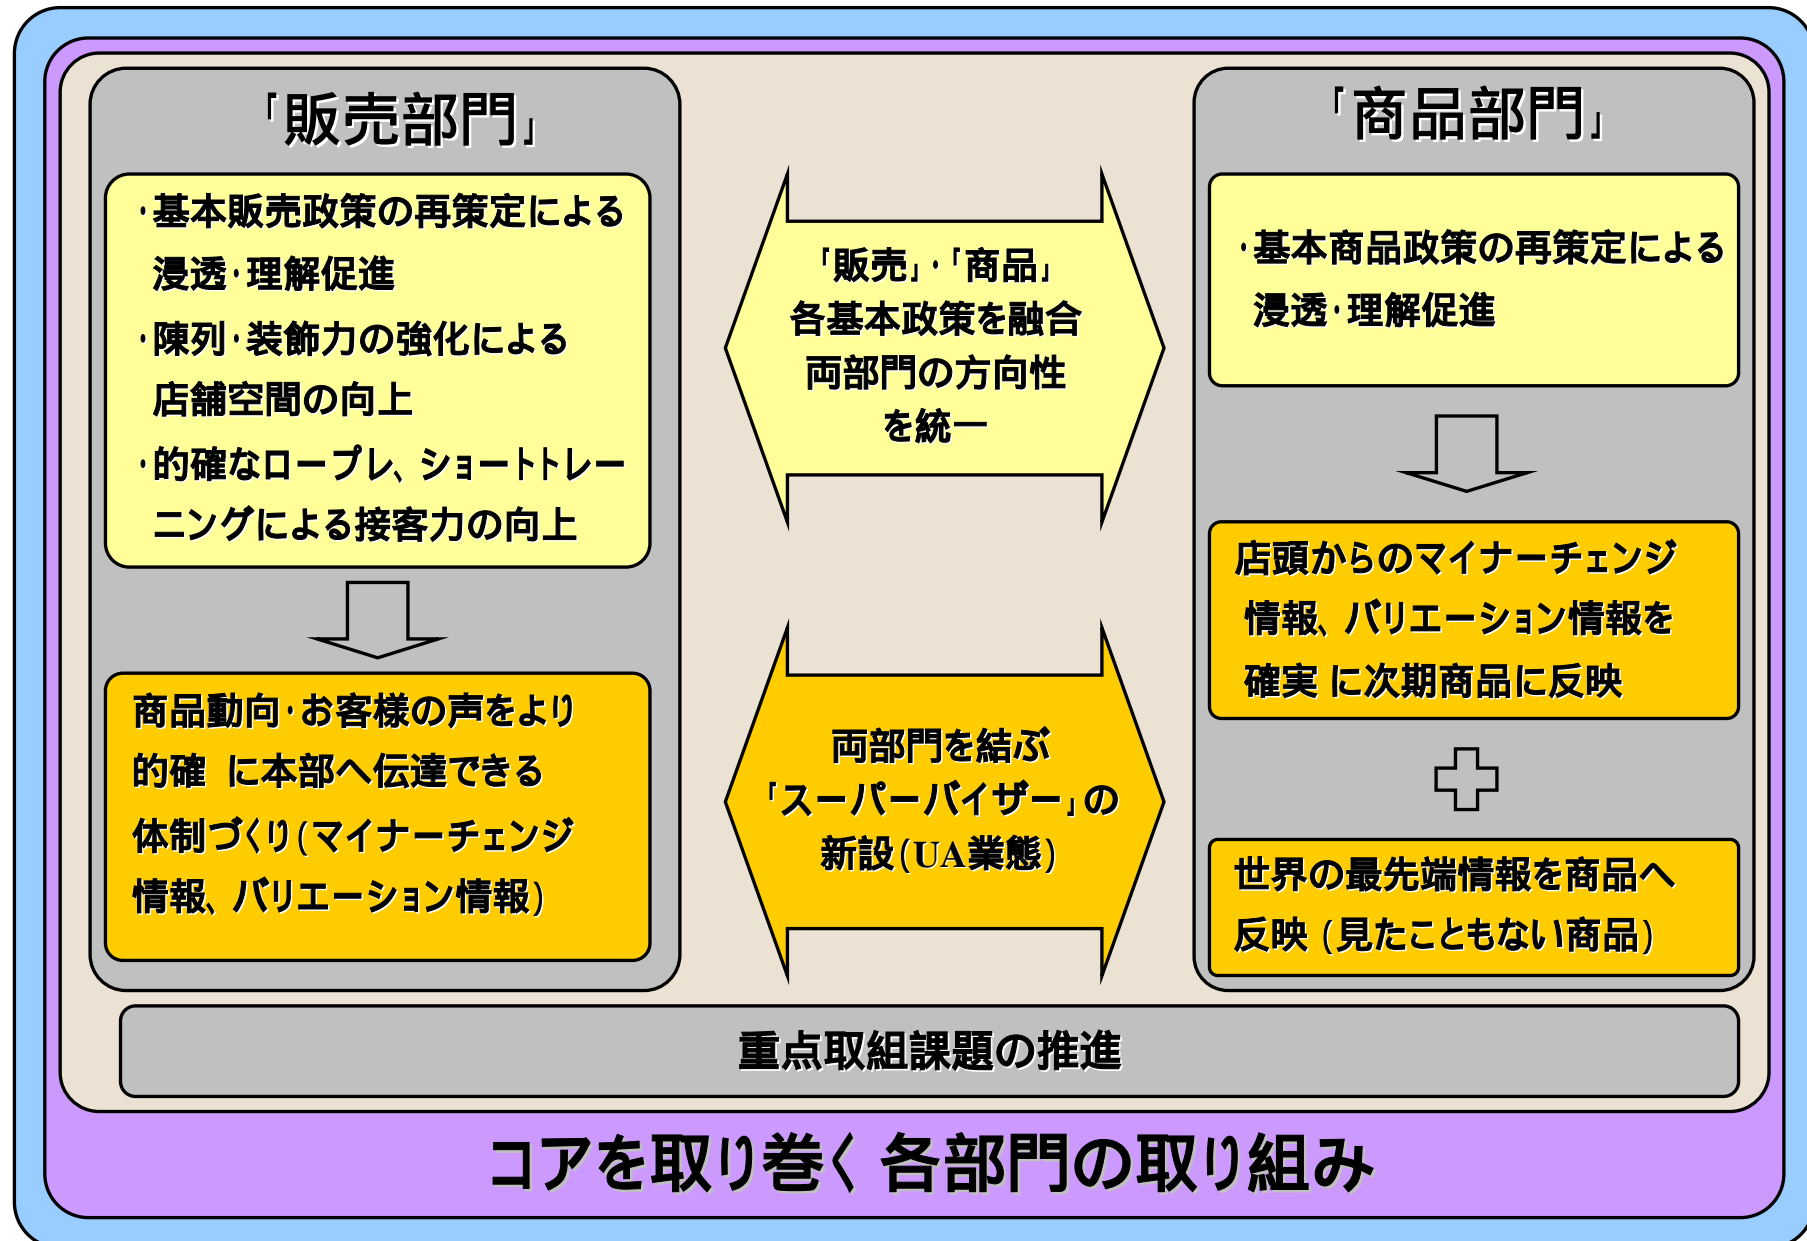 「販売部門」
・基本販売政策の再策定による
浸透・理解促進
・陳列・装飾力の強化による
店舗空間の向上
・的確なロープレ、ショートトレー
ニングによる接客力の向上
商品動向・お客様の声をより
的確 に本部へ伝達できる
体制づくり(マイナーチェンジ
情報、バリエーション情報)
「販売」・「商品」
各基本政策を融合
両部門の方向性
を統一
両部門を結ぶ
「スーパーバイザー」の
新設(UA業態)
「商品部門」
・基本商品政策の再策定による
浸透・理解促進
店頭からのマイナーチェンジ
情報、バリエーション情報を
確実 に次期商品に反映
世界の最先端情報を商品へ
反映 (見たこともない商品)
重点取組課題の推進
コアを取り巻く 各部門の取り組み